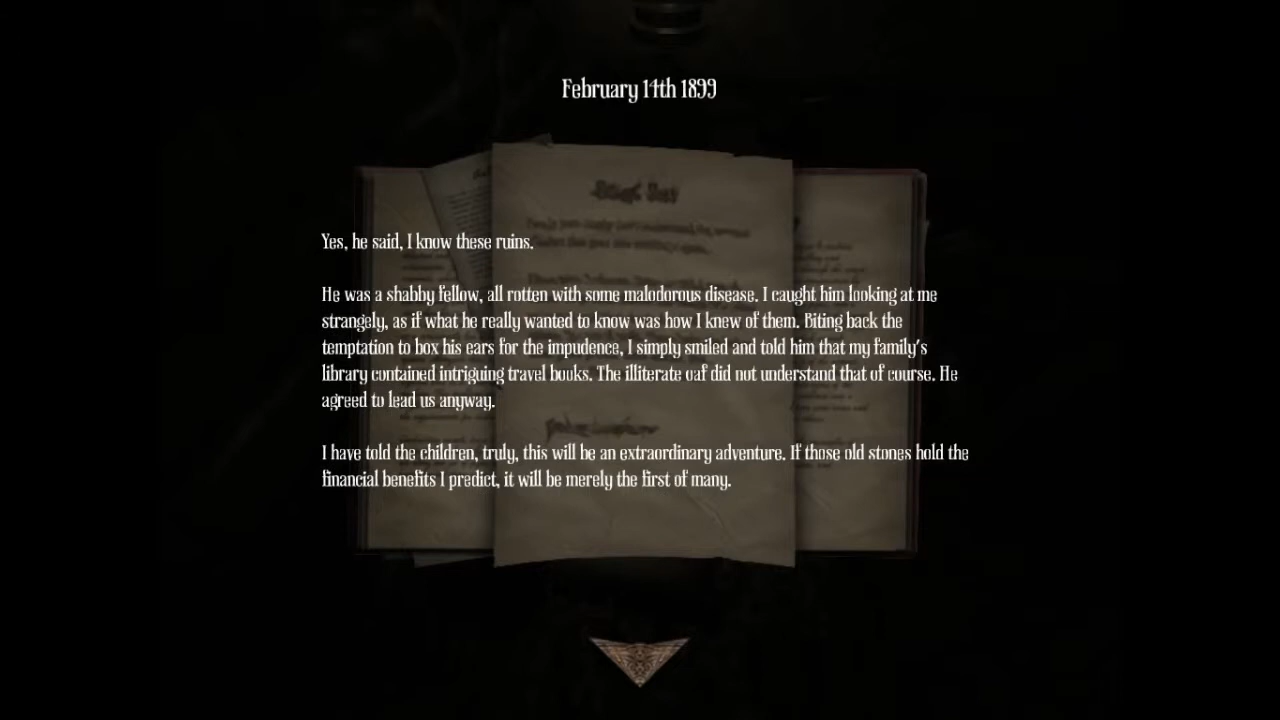 February 14th 1899
Yes, he said, I know these ruins.
He was a shabby fellow, all rotten with some malodorous disease. I caught him looking at me
strangely, as if what he really wanted to know was how I knew of them. Biting back the
temptation to box his ears for the impudence, I simply smiled and told him that my family's
library contained intriguing travel books. The illiterate oaf did not understand that of course. He
agreed to lead us anyway.
I have told the children, truly, this will be an extraordinary adventure. If those old stones hold the
financial benefits I predict, it will be merely the first of many.